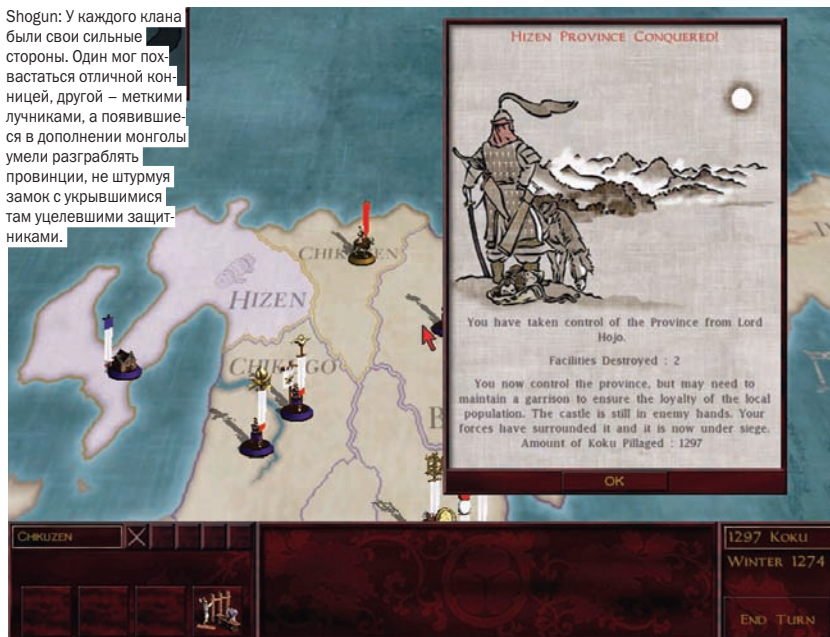 Shogun: У каждого клана
были свои сильные
стороны. Один мог пох-
вастаться отличной кон-
ницей, другой – меткими
лучниками, а появившие-
ся в дополнении монголы
умели разграблять
провинции, не штурмуя
замок с укрывшимися
там уцелевшими защит-
никами.
HIZEN PROVINCE CONQUERED!
You have taken control of the Province from Lord
Hojo.
Facilities Destroyed : 2
You now control the province, but may need to
maintain a garrison to ensure the loyalty of the local
population. The castle is still in enemy hands. Your
forces have surrounded it and it is now under siege.
Amount of Koku Pillaged : 1297
OK
HIZEN
CHIKUZEN
1297 KOKU
WINTER 1274
END TURN